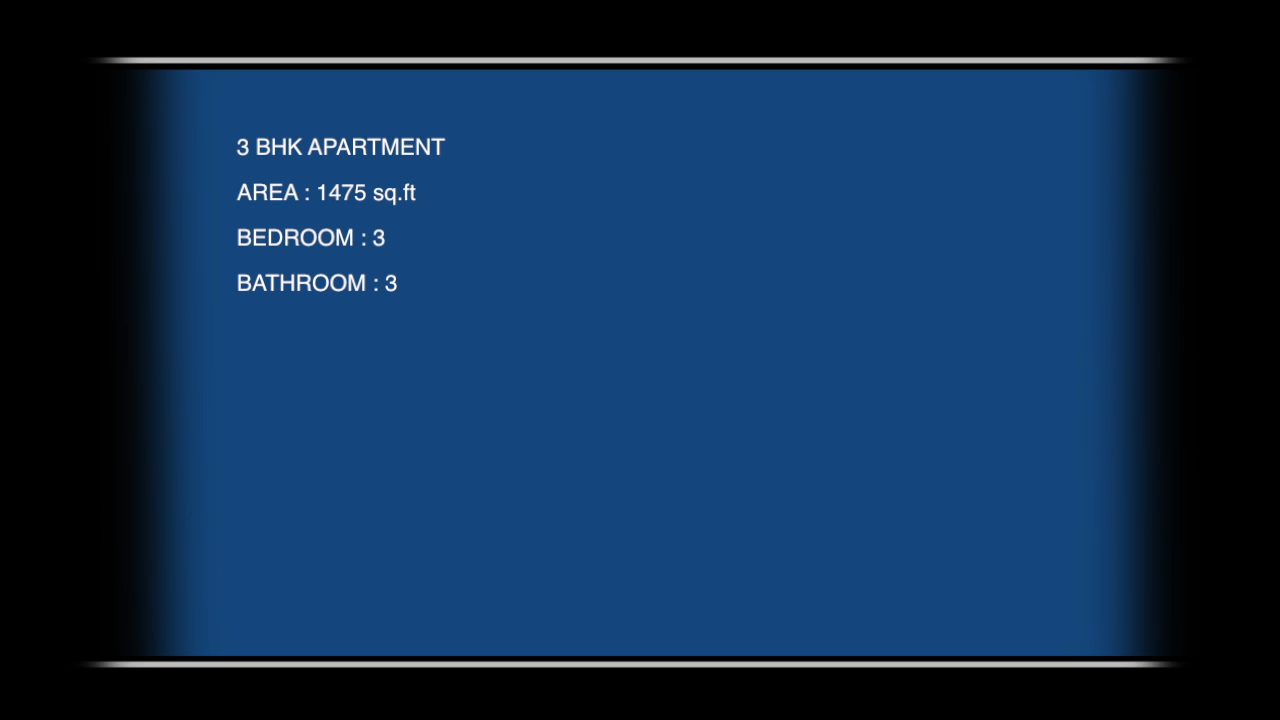 3 BHK APARTMENT
AREA : 1475 sq.ft
BEDROOM : 3
BATHROOM : 3